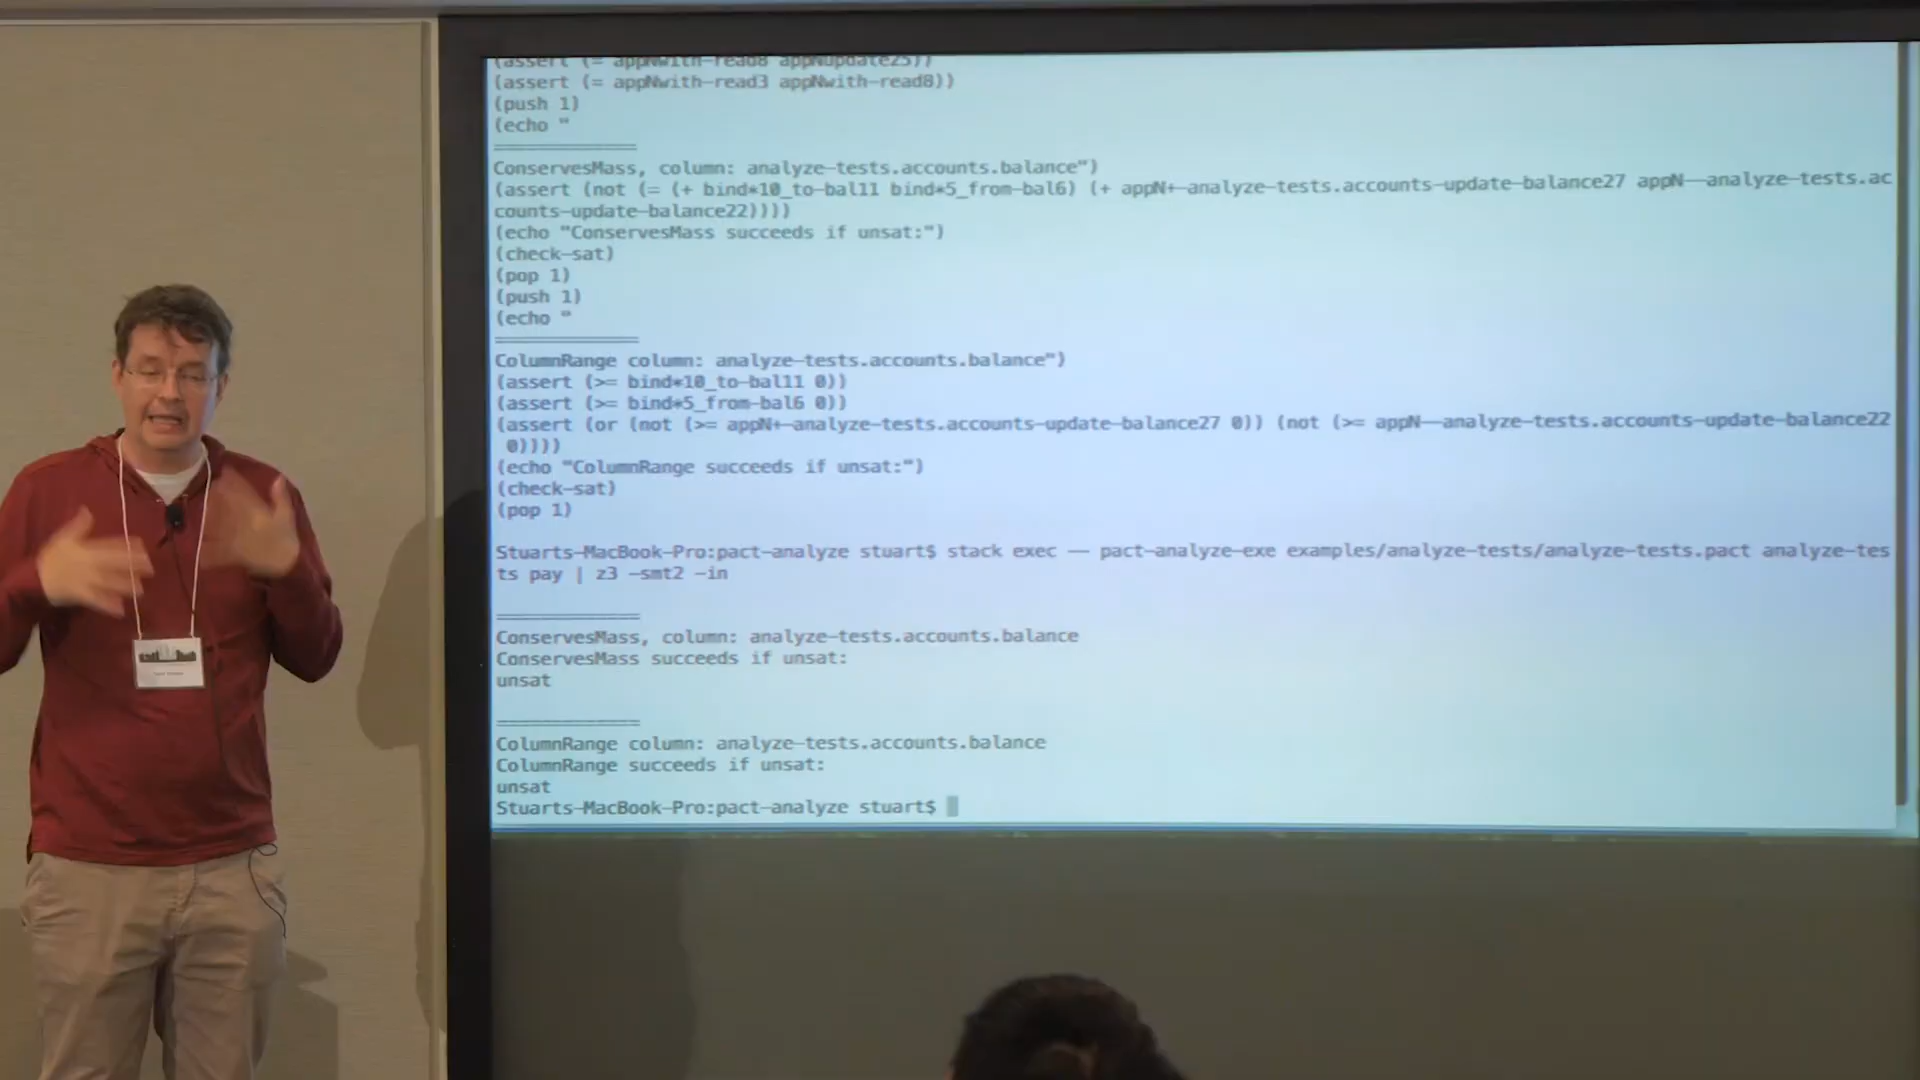 (assert (= appNwith-read8 appNupdate25))
(assert (= appNwith-read3 appNwith-read8))
(push 1)
(echo "
ConservesMass, column: analyze-tests.accounts.balance")
(assert (not (= (+ bind*10_to-bal11 bind*5_from-bal6) (+ appN+-analyze-tests.accounts-update-balance27 appN--analyze-tests.ac
counts-update-balance22))))
(echo "ConservesMass succeeds if unsat:")
(check-sat)
(pop 1)
(push 1)
(echo "
ColumnRange column: analyze-tests.accounts.balance")
(assert (>= bind*10_to-bal11 0))
(assert (>= bind*5_from-bal6 0))
(assert (or (not (>= appN+-analyze-tests.accounts-update-balance27 0)) (not (>= appN--analyze-tests.accounts-update-balance22
0))))
(echo "ColumnRange succeeds if unsat:")
(check-sat)
(pop 1)
Stuarts-MacBook-Pro:pact-analyze stuart$ stack exec -- pact-analyze-exe examples/analyze-tests/analyze-tests.pact analyze-tes
ts pay | z3 -smt2 -in
ConservesMass, column: analyze-tests.accounts.balance
ConservesMass succeeds if unsat:
unsat
ColumnRange column: analyze-tests.accounts.balance
ColumnRange succeeds if unsat:
unsat
Stuarts-MacBook-Pro:pact-analyze stuart$